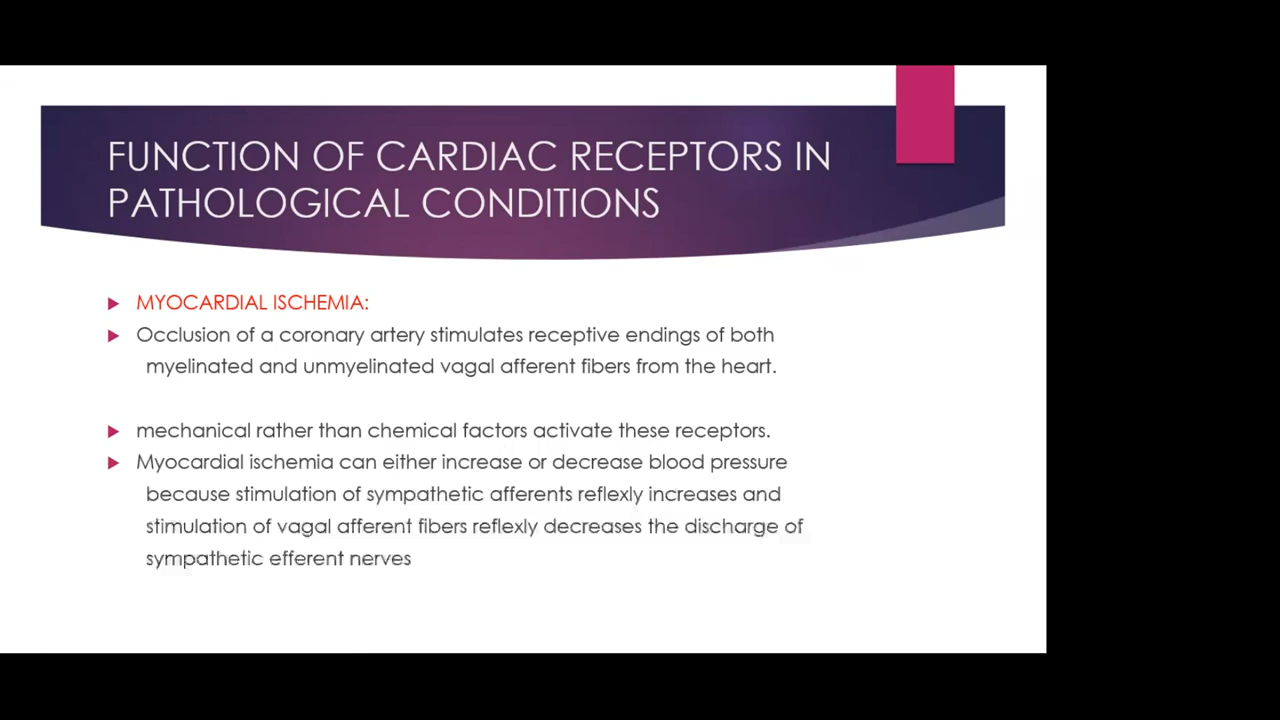 FUNCTION OF CARDIAC RECEPTORS IN
PATHOLOGICAL CONDITIONS
MYOCARDIAL ISCHEMIA:
Occlusion of a coronary artery stimulates receptive endings of both
myelinated and unmyelinated vagal afferent fibers from the heart.
mechanical rather than chemical factors activate these receptors.
Myocardial ischemia can either increase or decrease blood pressure
because stimulation of sympathetic afferents reflexly increases and
stimulation of vagal afferent fibers reflexly decreases the discharge of
sympathetic efferent nerves